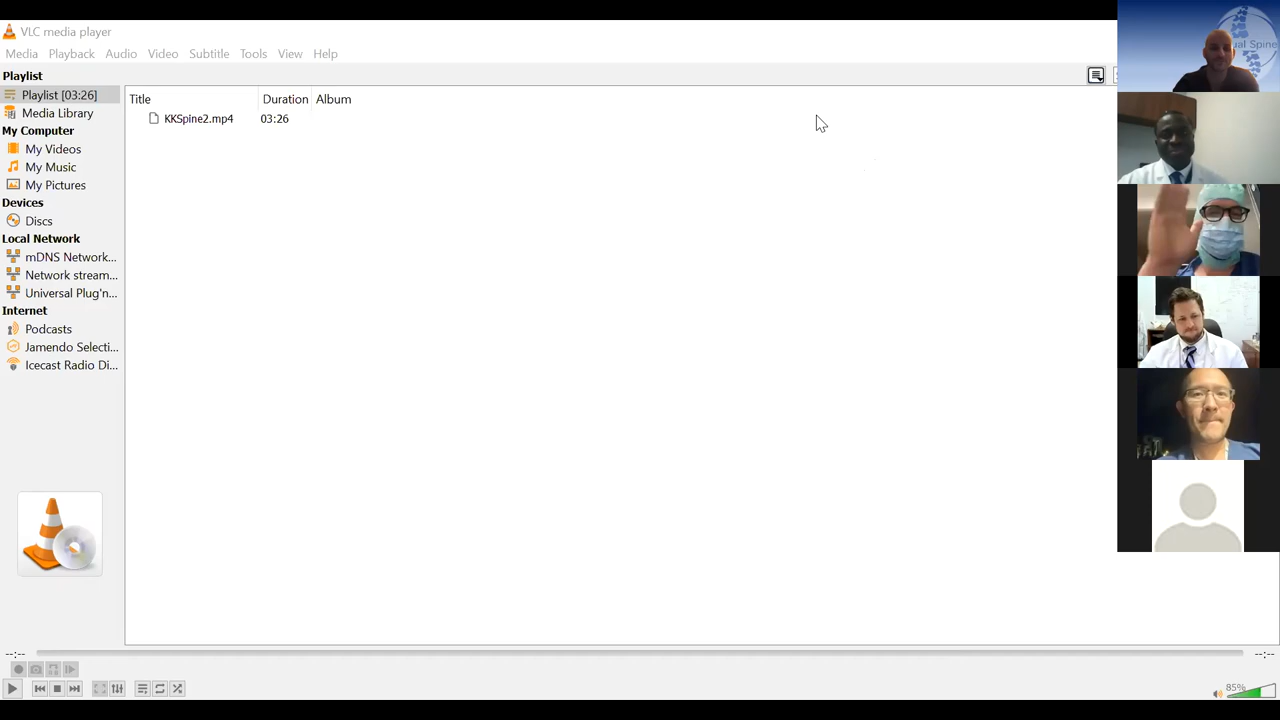 VLC media player
Media Playback Audio Video Subtitle Tools View Help
Playlist
Playlist [03:26]
Media Library
My Computer
My Videos
My Music
My Pictures
Devices
Discs
Local Network
mDNS Network...
Network stream...
Universal Plug'n...
Internet
Podcasts
Jamendo Selecti...
Icecast Radio Di...
Title Duration Album
KKSpine2.mp4 03:26
ual Spine
--:-- --:--
85%